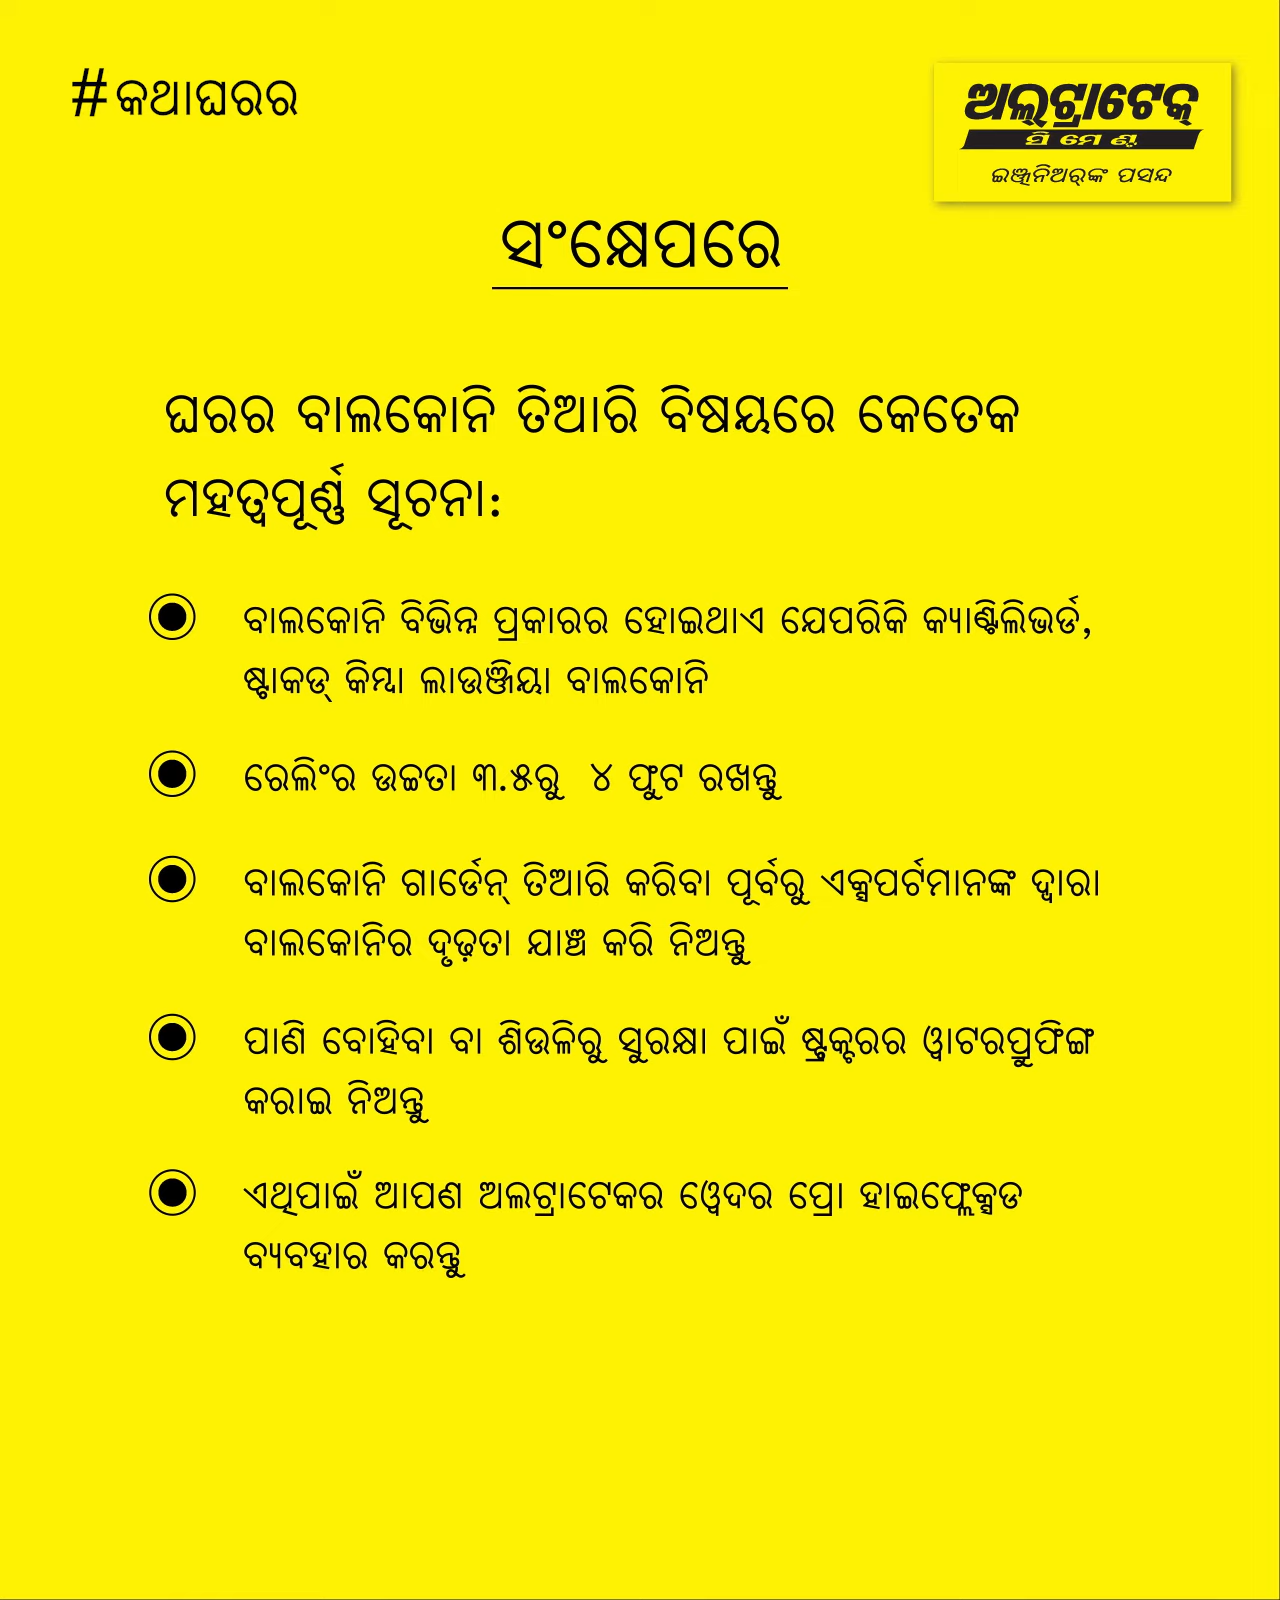 #କଥାଘରର
ଅଲ୍‌ଟ୍ରାଟେକ୍
ସିମେଣ୍ଟ
ଇଞ୍ଜିନିଅର୍‌ଙ୍କ ପସନ୍ଦ
ସଂକ୍ଷେପରେ
ଘରର ବାଲକୋନି ତିଆରି ବିଷୟରେ କେତେକ
ମହତ୍ୱପୂର୍ଣ୍ଣ ସୂଚନା:
ବାଲକୋନି ବିଭିନ୍ନ ପ୍ରକାରର ହୋଇଥାଏ ଯେପରିକି କ୍ୟାଣ୍ଟିଲିଭର୍ଡ,
ଷ୍ଟାକଡ୍ କିମ୍ବା ଲାଉଞ୍ଜିୟା ବାଲକୋନି
ରେଲିଂର ଉଚ୍ଚତା ୩.୫ରୁ ୪ ଫୁଟ ରଖନ୍ତୁ
ବାଲକୋନି ଗାର୍ଡେନ୍ ତିଆରି କରିବା ପୂର୍ବରୁ ଏକ୍ସପର୍ଟମାନଙ୍କ ଦ୍ୱାରା
ବାଲକୋନିର ଦୃଢ଼ତା ଯାଞ୍ଚ କରି ନିଅନ୍ତୁ
ପାଣି ବୋହିବା ବା ଶିଉଳିରୁ ସୁରକ୍ଷା ପାଇଁ ଷ୍ଟ୍ରକ୍ଚରର ୱାଟରପ୍ରୁଫିଙ୍ଗ
କରାଇ ନିଅନ୍ତୁ
ଏଥିପାଇଁ ଆପଣ ଅଲଟ୍ରାଟେକର ୱେଦର ପ୍ରୋ ହାଇଫ୍ଲେକ୍ସଡ
ବ୍ୟବହାର କରନ୍ତୁ